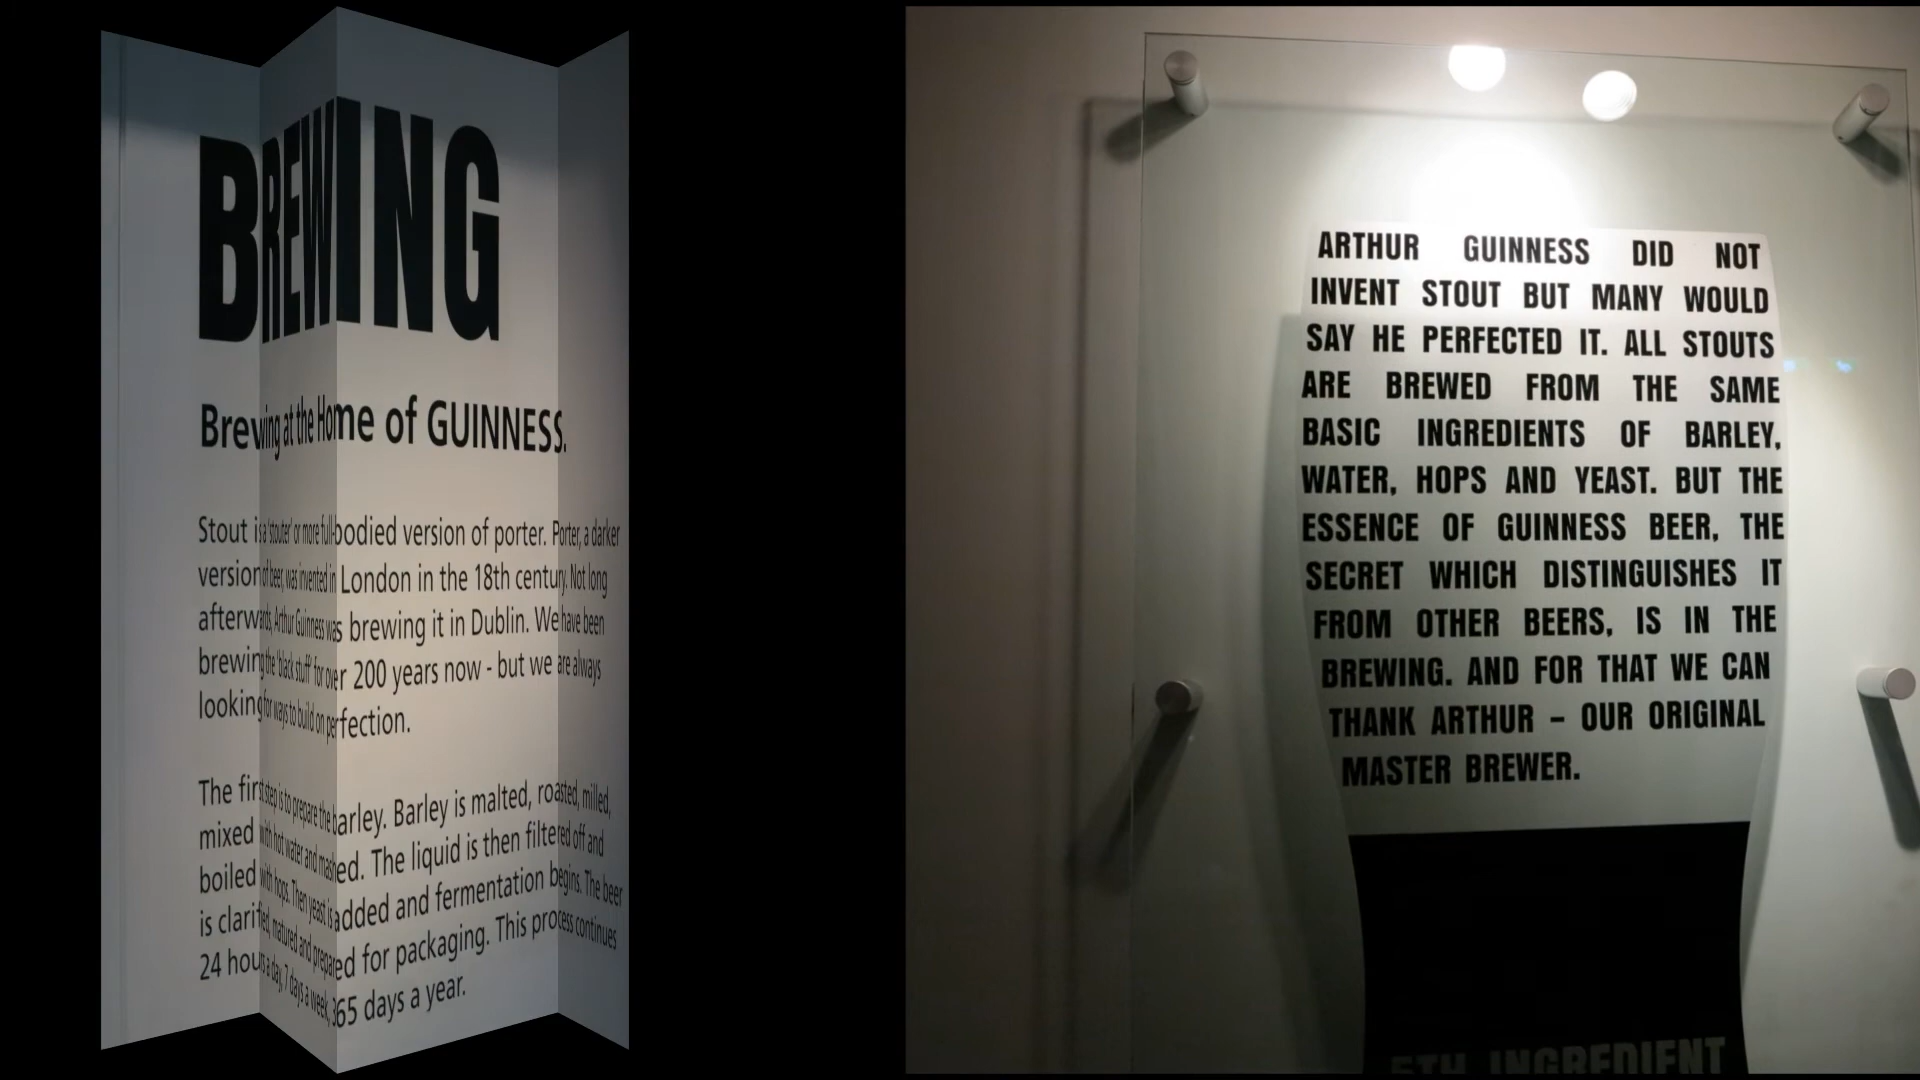 BREWING
Brewing at the Home of GUINNESS.
Stout is a 'stouter' or more full-bodied version of porter. Porter, a darker
version of beer, was invented in London in the 18th century. Not long
afterwards, Arthur Guinness was brewing it in Dublin. We have been
brewing the 'black stuff' for over 200 years now - but we are always
looking for ways to build on perfection.
The first step is to prepare the barley. Barley is malted, roasted, milled,
mixed with hot water and mashed. The liquid is then filtered off and
boiled with hops. Then yeast is added and fermentation begins. The beer
is clarified, matured and prepared for packaging. This process continues
24 hours a day, 7 days a week, 365 days a year.
ARTHUR GUINNESS DID NOT
INVENT STOUT BUT MANY WOULD
SAY HE PERFECTED IT. ALL STOUTS
ARE BREWED FROM THE SAME
BASIC INGREDIENTS OF BARLEY,
WATER, HOPS AND YEAST. BUT THE
ESSENCE OF GUINNESS BEER, THE
SECRET WHICH DISTINGUISHES IT
FROM OTHER BEERS, IS IN THE
BREWING. AND FOR THAT WE CAN
THANK ARTHUR – OUR ORIGINAL
MASTER BREWER.
5TH INGREDIENT